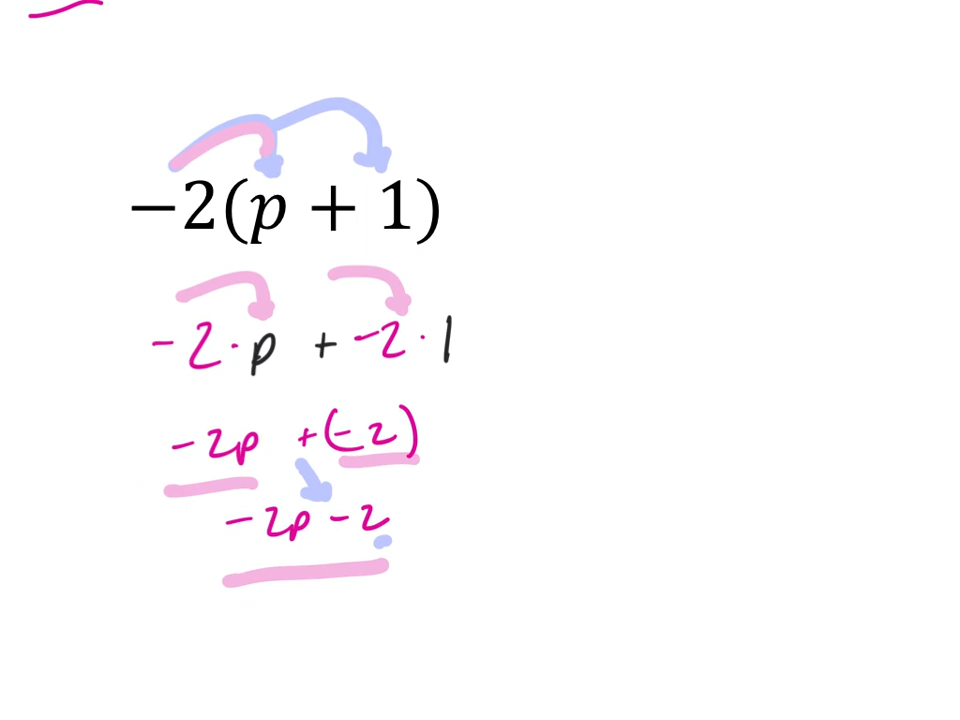 −2(p + 1)
-2 · p + -2 · 1
-2p +(-2)
-2p - 2